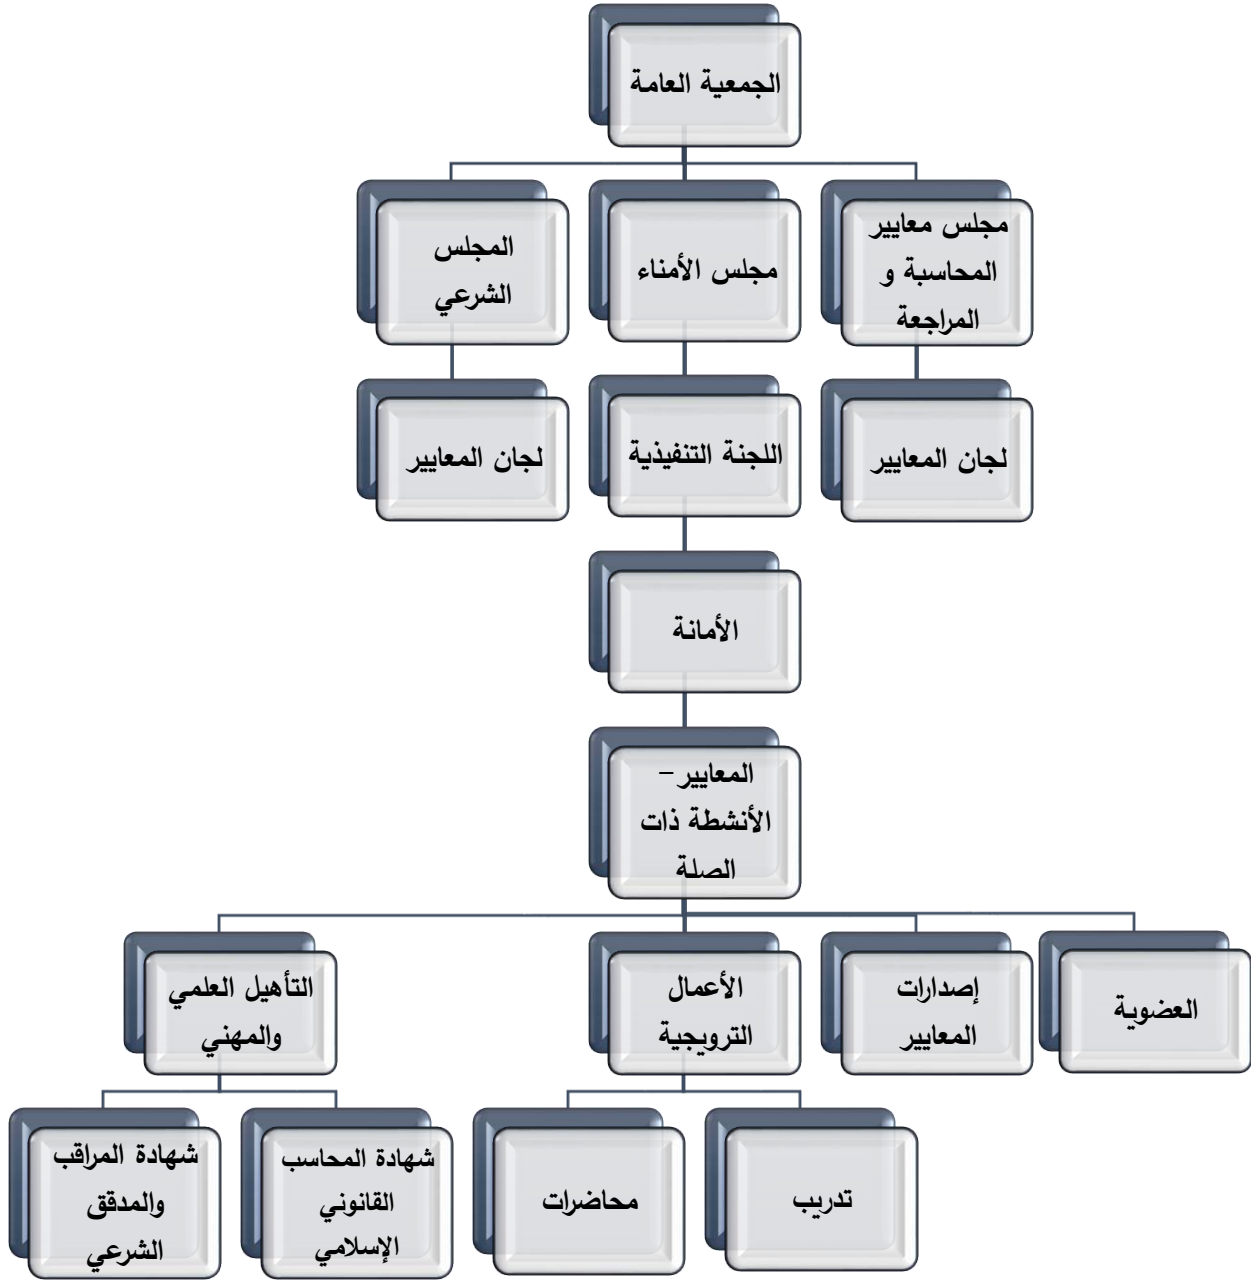 الجمعية العامة
مجلس معايير
المحاسبة و
المراجعة
مجلس الأمناء
المجلس
الشرعي
لجان المعايير
اللجنة التنفيذية
لجان المعايير
الأمانة
المعايير –
الأنشطة ذات
الصلة
العضوية
إصدارات
المعايير
الأعمال
الترويجية
التأهيل العلمي
والمهني
تدريب
محاضرات
شهادة المحاسب
القانوني
الإسلامي
شهادة المراقب
والمدقق
الشرعي